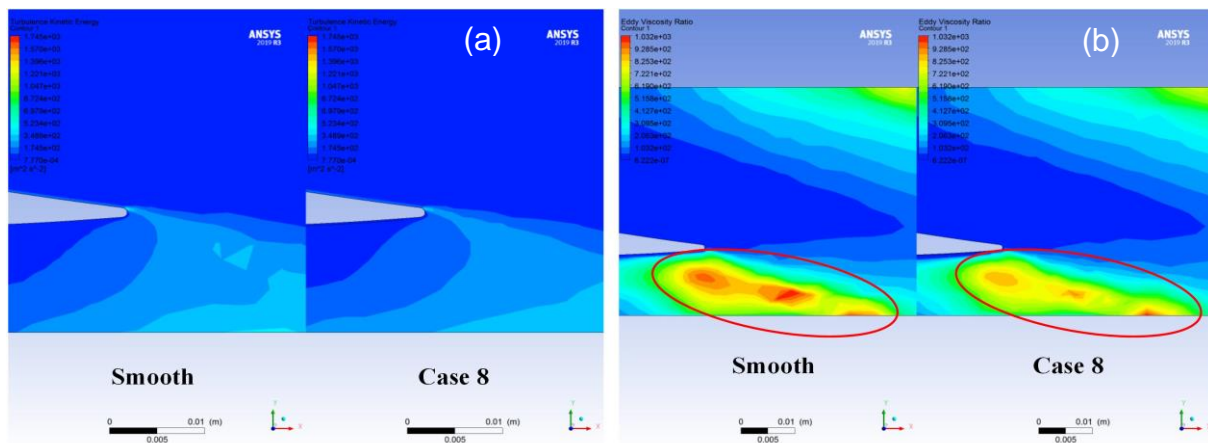 Turbulence Kinetic Energy
Contour 1
1.745e+03
1.570e+03
1.396e+03
1.221e+03
1.047e+03
8.724e+02
6.979e+02
5.234e+02
3.489e+02
1.745e+02
7.770e-04
[m^2 s^-2]
ANSYS
2019 R3
Turbulence Kinetic Energy
Contour 1
1.745e+03
1.570e+03
1.396e+03
1.221e+03
1.047e+03
8.724e+02
6.979e+02
5.234e+02
3.489e+02
1.745e+02
7.770e-04
[m^2 s^-2]
(a)
ANSYS
2019 R3
Smooth
Case 8
0
0.01
(m)
0.005
Y
X
0
0.01
(m)
0.005
Y
X
Eddy Viscosity Ratio
Contour 1
1.032e+03
9.285e+02
8.253e+02
7.221e+02
6.190e+02
5.158e+02
4.127e+02
3.095e+02
2.063e+02
1.032e+02
6.222e-07
ANSYS
2019 R3
Eddy Viscosity Ratio
Contour 1
1.032e+03
9.285e+02
8.253e+02
7.221e+02
6.190e+02
5.158e+02
4.127e+02
3.095e+02
2.063e+02
1.032e+02
6.222e-07
(b)
ANSYS
2019 R3
Smooth
Case 8
0
0.01
(m)
0.005
Y
X
0
0.01
(m)
0.005
Y
X